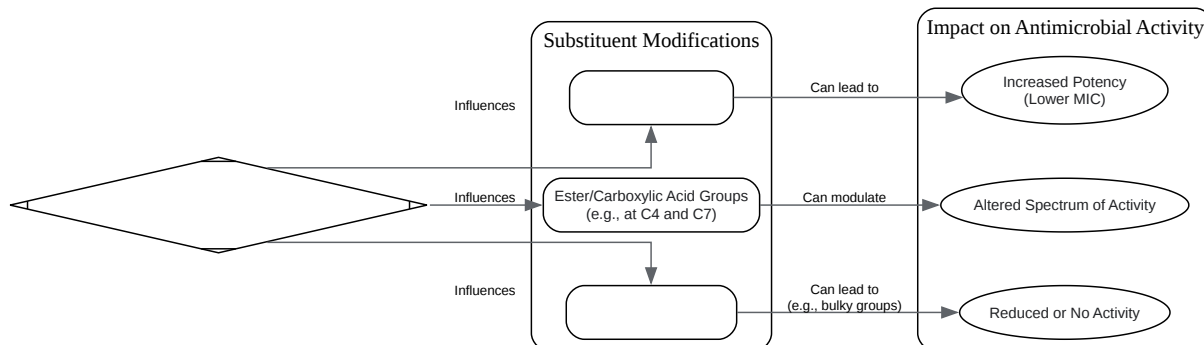 Substituent Modifications
Impact on Antimicrobial Activity
Influences
Can lead to
Increased Potency
(Lower MIC)
Influences
Ester/Carboxylic Acid Groups
(e.g., at C4 and C7)
Can modulate
Altered Spectrum of Activity
Influences
Can lead to
(e.g., bulky groups)
Reduced or No Activity